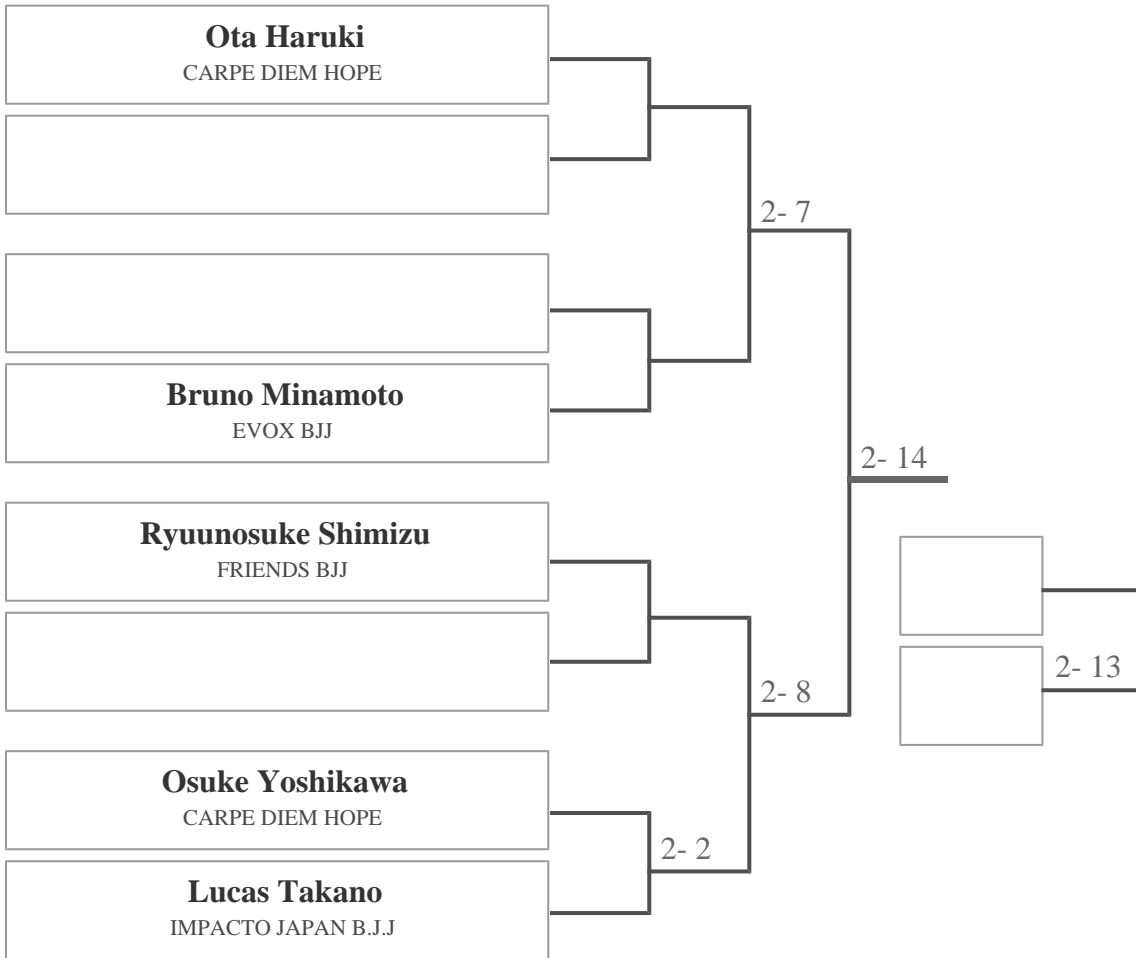 Ota Haruki
CARPE DIEM HOPE
2- 7
Bruno Minamoto
EVOX BJJ
2- 14
Ryuunosuke Shimizu
FRIENDS BJJ
2- 13
2- 8
Osuke Yoshikawa
CARPE DIEM HOPE
2- 2
Lucas Takano
IMPACTO JAPAN B.J.J